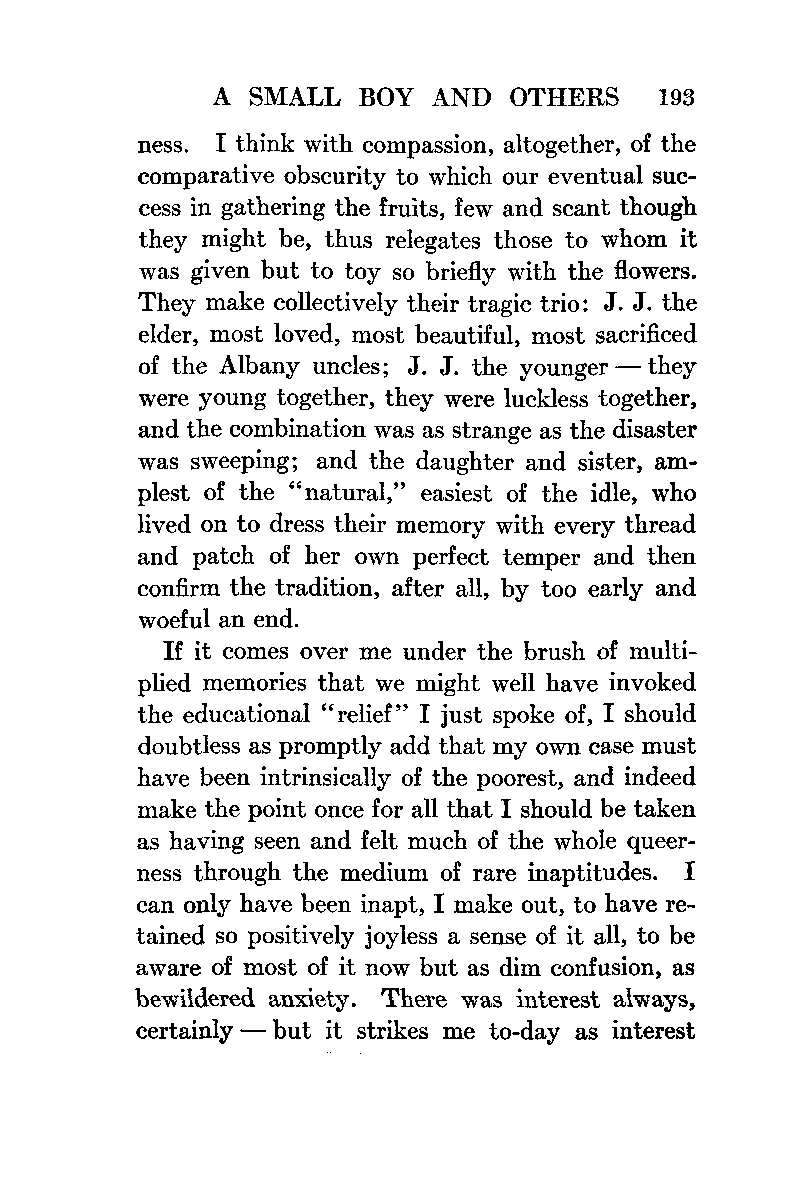 A SMALL BOY AND OTHERS 193
ness. I think with compassion, altogether, of the
comparative obscurity to which our eventual suc-
cess in gathering the fruits, few and scant though
they might be, thus relegates those to whom it
was given but to toy so briefly with the flowers.
They make collectively their tragic trio: J. J. the
elder, most loved, most beautiful, most sacrificed
of the Albany uncles; J. J. the younger — they
were young together, they were luckless together,
and the combination was as strange as the disaster
was sweeping; and the daughter and sister, am-
plest of the “natural,” easiest of the idle, who
lived on to dress their memory with every thread
and patch of her own perfect temper and then
confirm the tradition, after all, by too early and
woeful an end.
If it comes over me under the brush of multi-
plied memories that we might well have invoked
the educational “relief” I just spoke of, I should
doubtless as promptly add that my own case must
have been intrinsically of the poorest, and indeed
make the point once for all that I should be taken
as having seen and felt much of the whole queer-
ness through the medium of rare inaptitudes. I
can only have been inapt, I make out, to have re-
tained so positively joyless a sense of it all, to be
aware of most of it now but as dim confusion, as
bewildered anxiety. There was interest always,
certainly — but it strikes me to-day as interest